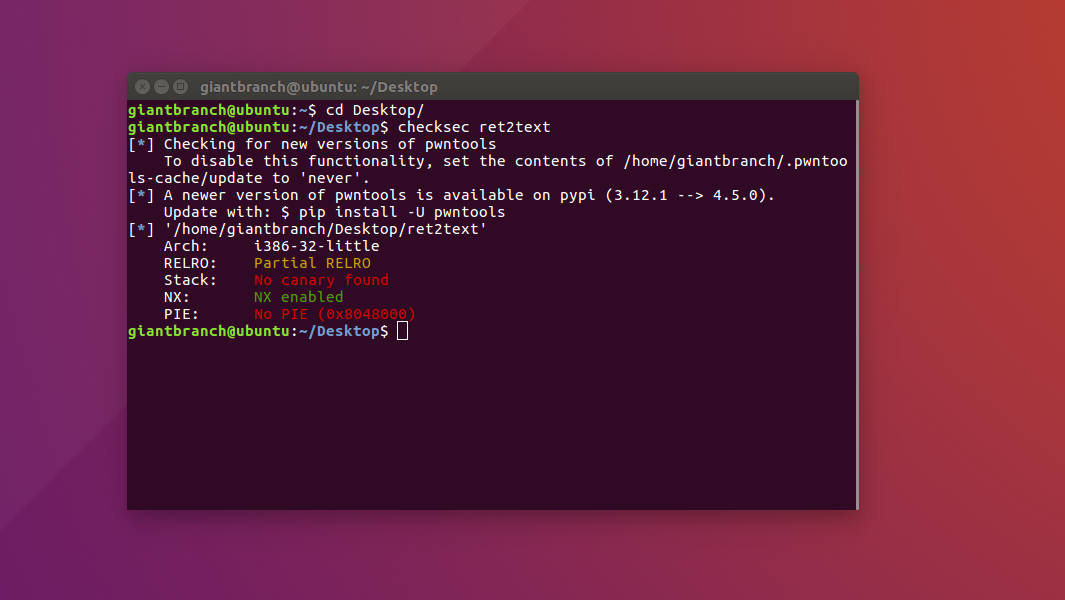 giantbranch@ubuntu: ~/Desktop
giantbranch@ubuntu:~$ cd Desktop/
giantbranch@ubuntu:~/Desktop$ checksec ret2text
[*] Checking for new versions of pwntools
    To disable this functionality, set the contents of /home/giantbranch/.pwntoo
ls-cache/update to 'never'.
[*] A newer version of pwntools is available on pypi (3.12.1 --> 4.5.0).
    Update with: $ pip install -U pwntools
[*] '/home/giantbranch/Desktop/ret2text'
    Arch:     i386-32-little
    RELRO:    Partial RELRO
    Stack:    No canary found
    NX:       NX enabled
    PIE:      No PIE (0x8048000)
giantbranch@ubuntu:~/Desktop$